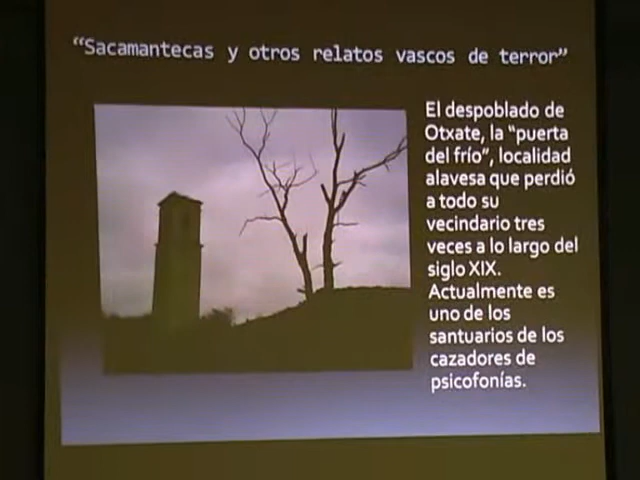 “Sacamantecas y otros relatos vascos de terror”
El despoblado de
Otxate, la “puerta
del frío”, localidad
alavesa que perdió
a todo su
vecindario tres
veces a lo largo del
siglo XIX.
Actualmente es
uno de los
santuarios de los
cazadores de
psicofonías.